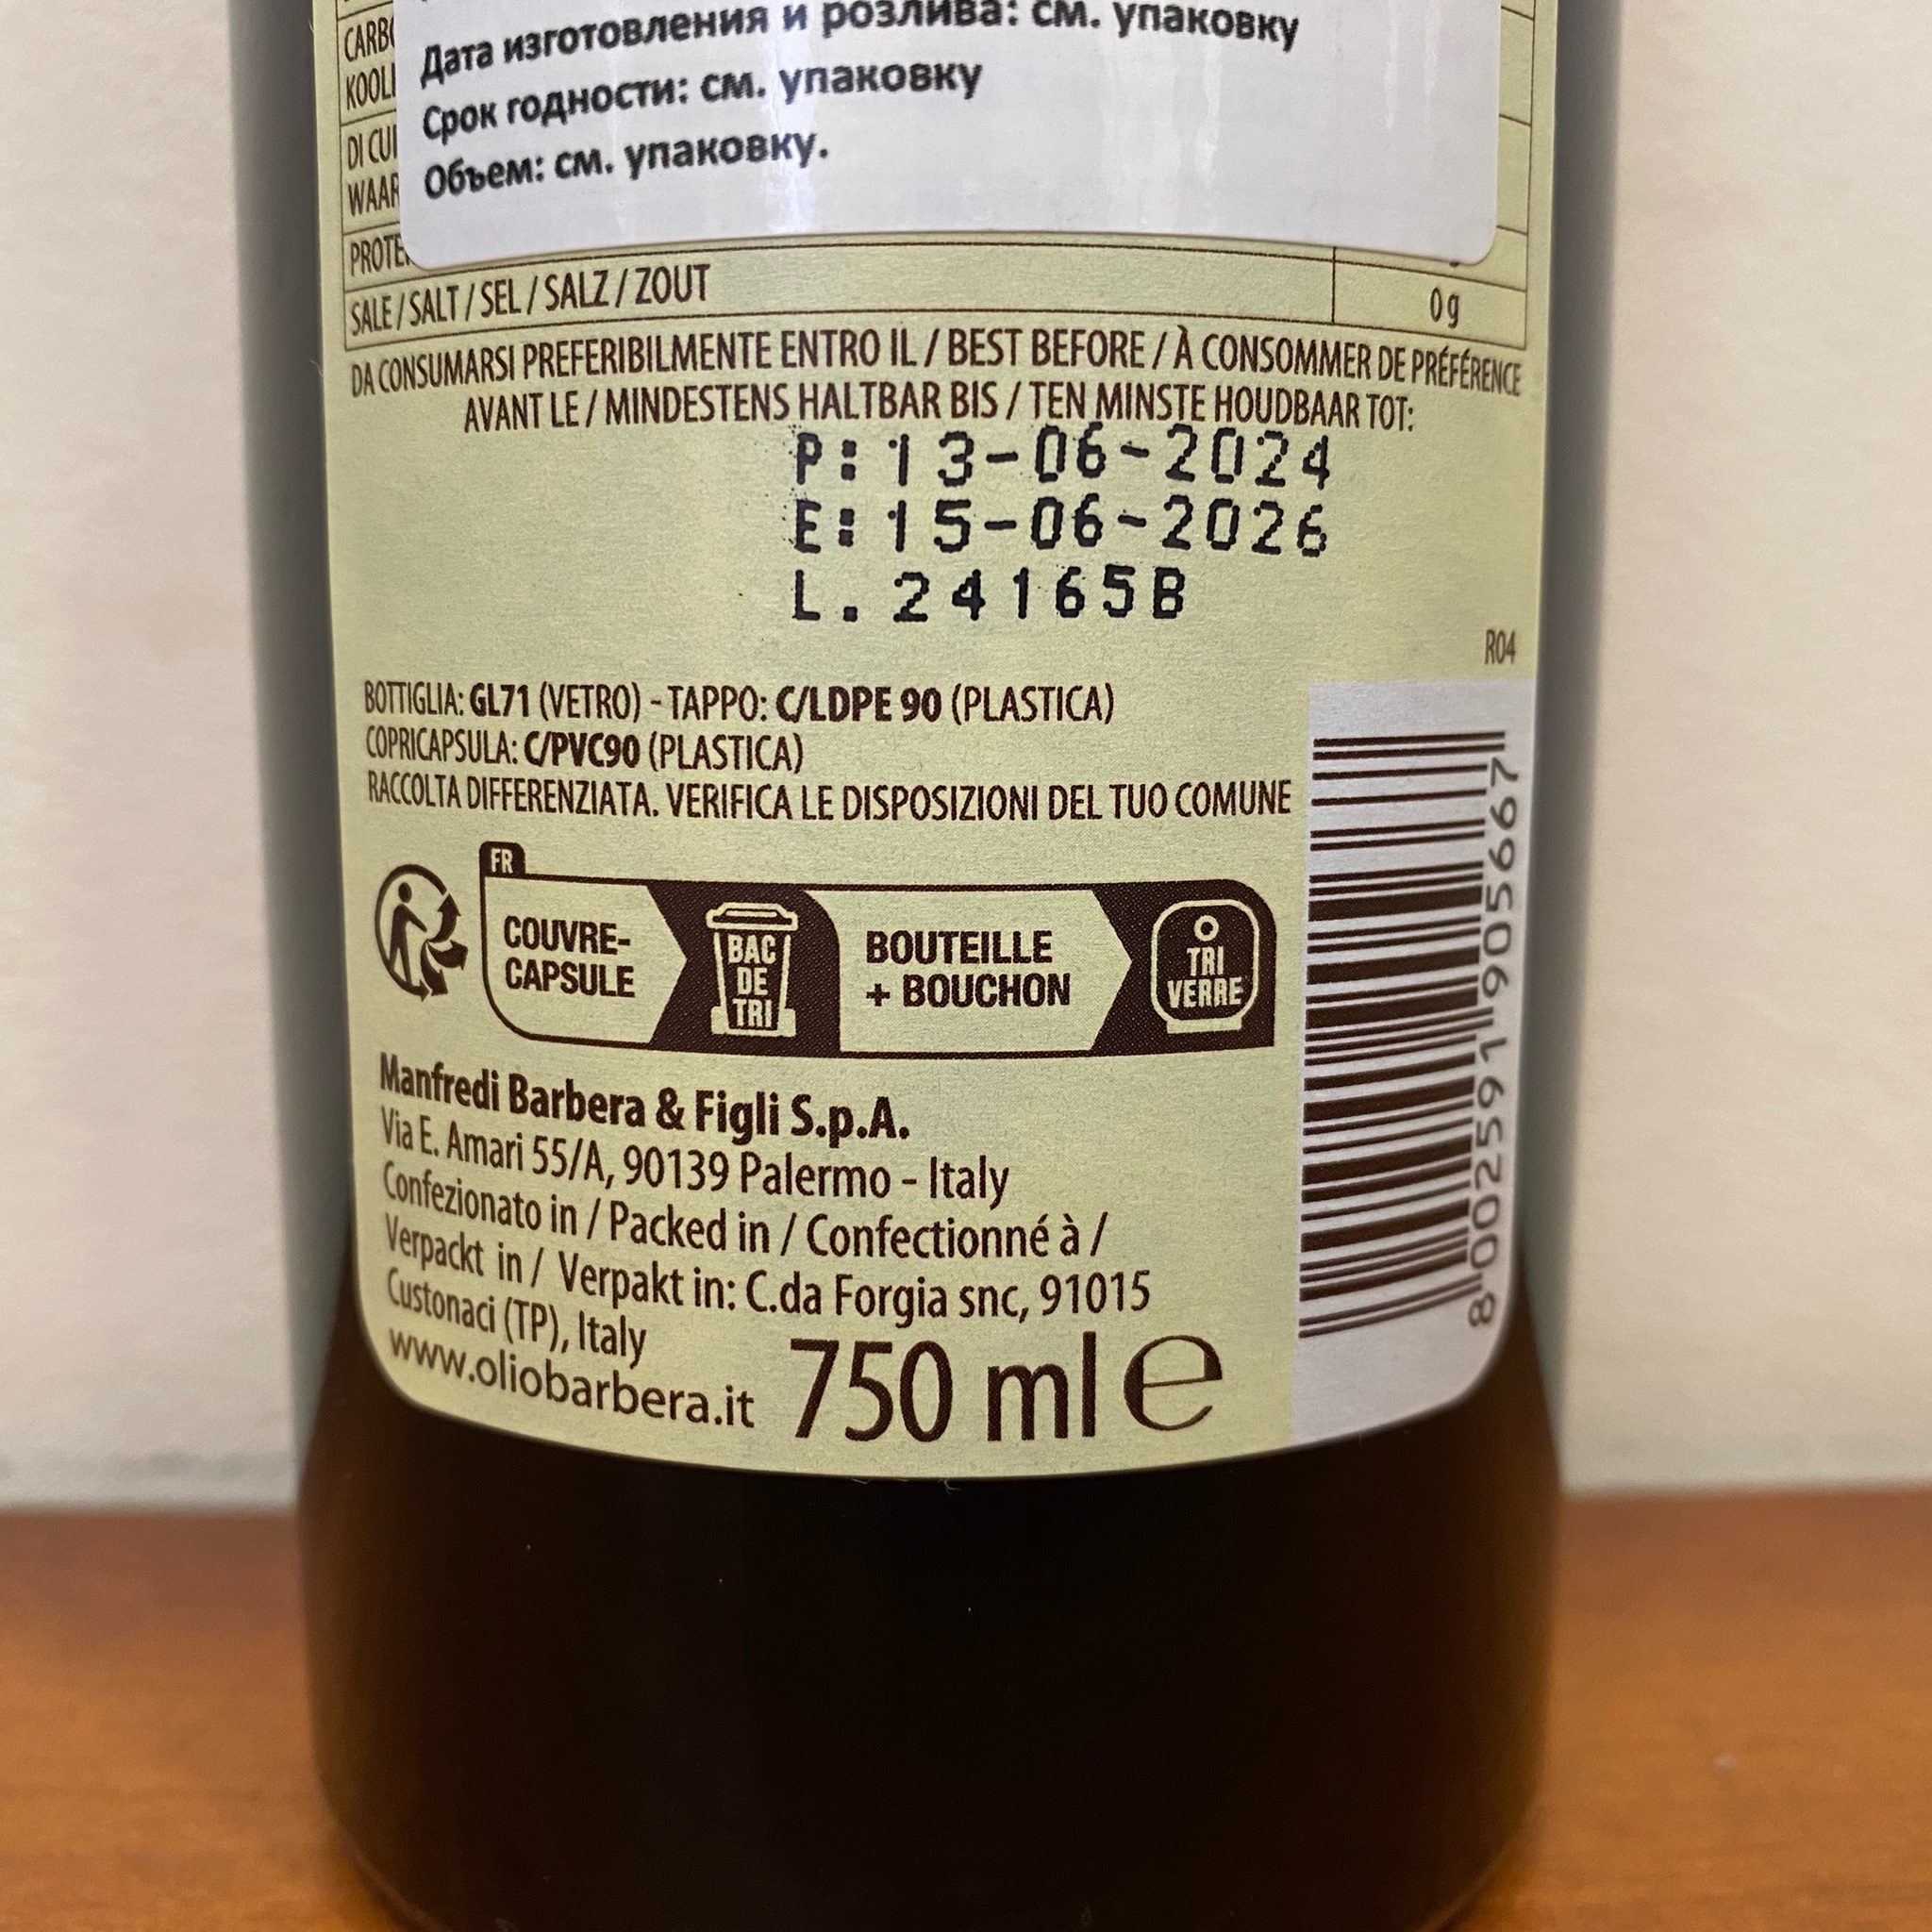 Дата изготовления и розлива: см. упаковку
Срок годности: см. упаковку
Объем: см. упаковку.
SALE / SALT / SEL / SALZ / ZOUT
0 g
DA CONSUMARSI PREFERIBILMENTE ENTRO IL / BEST BEFORE / À CONSOMMER DE PRÉFÉRENCE
AVANT LE / MINDESTENS HALTBAR BIS / TEN MINSTE HOUDBAAR TOT:
P: 13-06-2024
E: 15-06-2026
L. 24165B
R04
BOTTIGLIA: GL71 (VETRO) - TAPPO: C/LDPE 90 (PLASTICA)
COPRICAPSULA: C/PVC90 (PLASTICA)
RACCOLTA DIFFERENZIATA. VERIFICA LE DISPOSIZIONI DEL TUO COMUNE
FR
COUVRE-
CAPSULE
BAC
DE
TRI
BOUTEILLE
+ BOUCHON
TRI
VERRE
8 002591 905667
Manfredi Barbera & Figli S.p.A.
Via E. Amari 55/A, 90139 Palermo - Italy
Confezionato in / Packed in / Confectionné à /
Verpackt in / Verpakt in: C.da Forgia snc, 91015
Custonaci (TP), Italy
www.oliobarbera.it
750 ml e